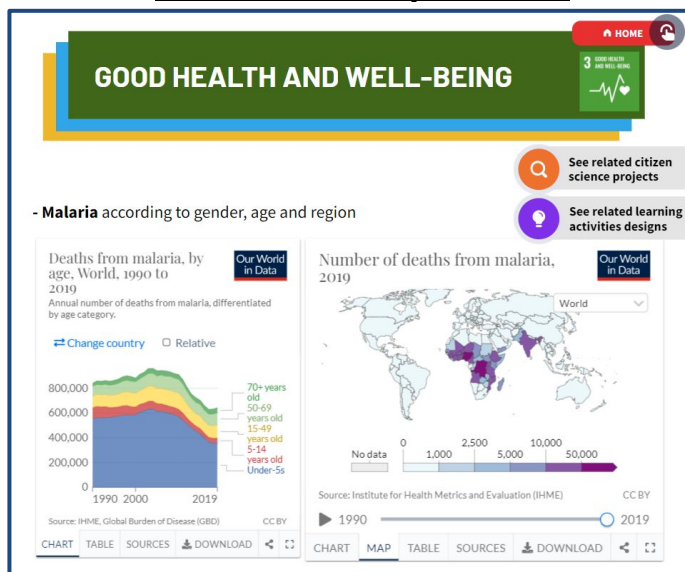 HOME
GOOD HEALTH AND WELL-BEING
3 GOOD HEALTH
AND WELL-BEING
See related citizen
science projects
See related learning
activities designs
- Malaria according to gender, age and region
Deaths from malaria, by
age, World, 1990 to
2019
Our World
in Data
Annual number of deaths from malaria, differentiated
by age category.
Change country
Relative
800,000
600,000
400,000
200,000
0
1990 2000 2019
70+ years
old
50-69
years old
15-49
years old
5-14
years old
Under-5s
Source: IHME, Global Burden of Disease (GBD) CC BY
CHART TABLE SOURCES DOWNLOAD
Number of deaths from malaria,
2019
Our World
in Data
World
No data
0 2,500 10,000
1,000 5,000 50,000
Source: Institute for Health Metrics and Evaluation (IHME) CC BY
1990 2019
CHART MAP TABLE SOURCES DOWNLOAD